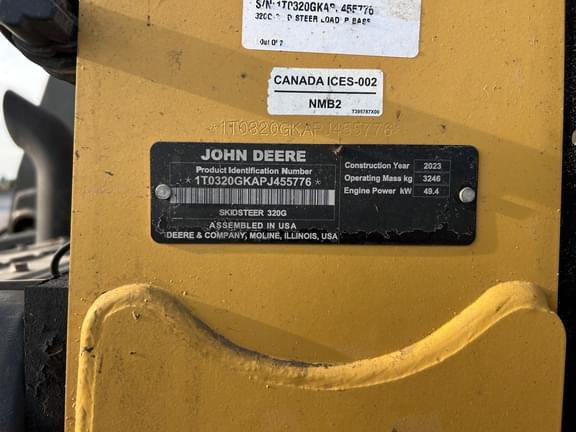 S/N:1T0320GKAPJ455776
Out Of 2
CANADA ICES-002
NMB2
T395787X09
*1T0320GKAPJ455776*
JOHN DEERE
Product Identification Number
*1T0320GKAPJ455776*
SKIDSTEER 320G
ASSEMBLED IN USA
DEERE & COMPANY, MOLINE, ILLINOIS, USA
Construction Year 2023
Operating Mass kg 3246
Engine Power kW 49.4